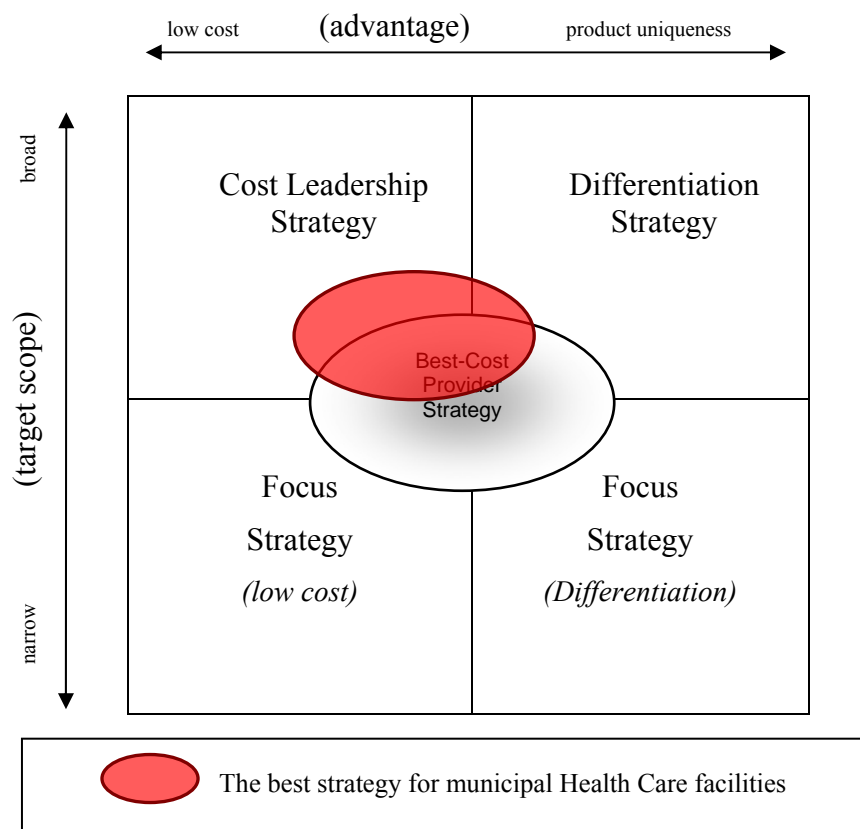 low cost
(advantage)
product uniqueness
broad
(target scope)
narrow
Cost Leadership
Strategy
Differentiation
Strategy
Best-Cost
Provider
Strategy
Focus
Strategy
(low cost)
Focus
Strategy
(Differentiation)
The best strategy for municipal Health Care facilities